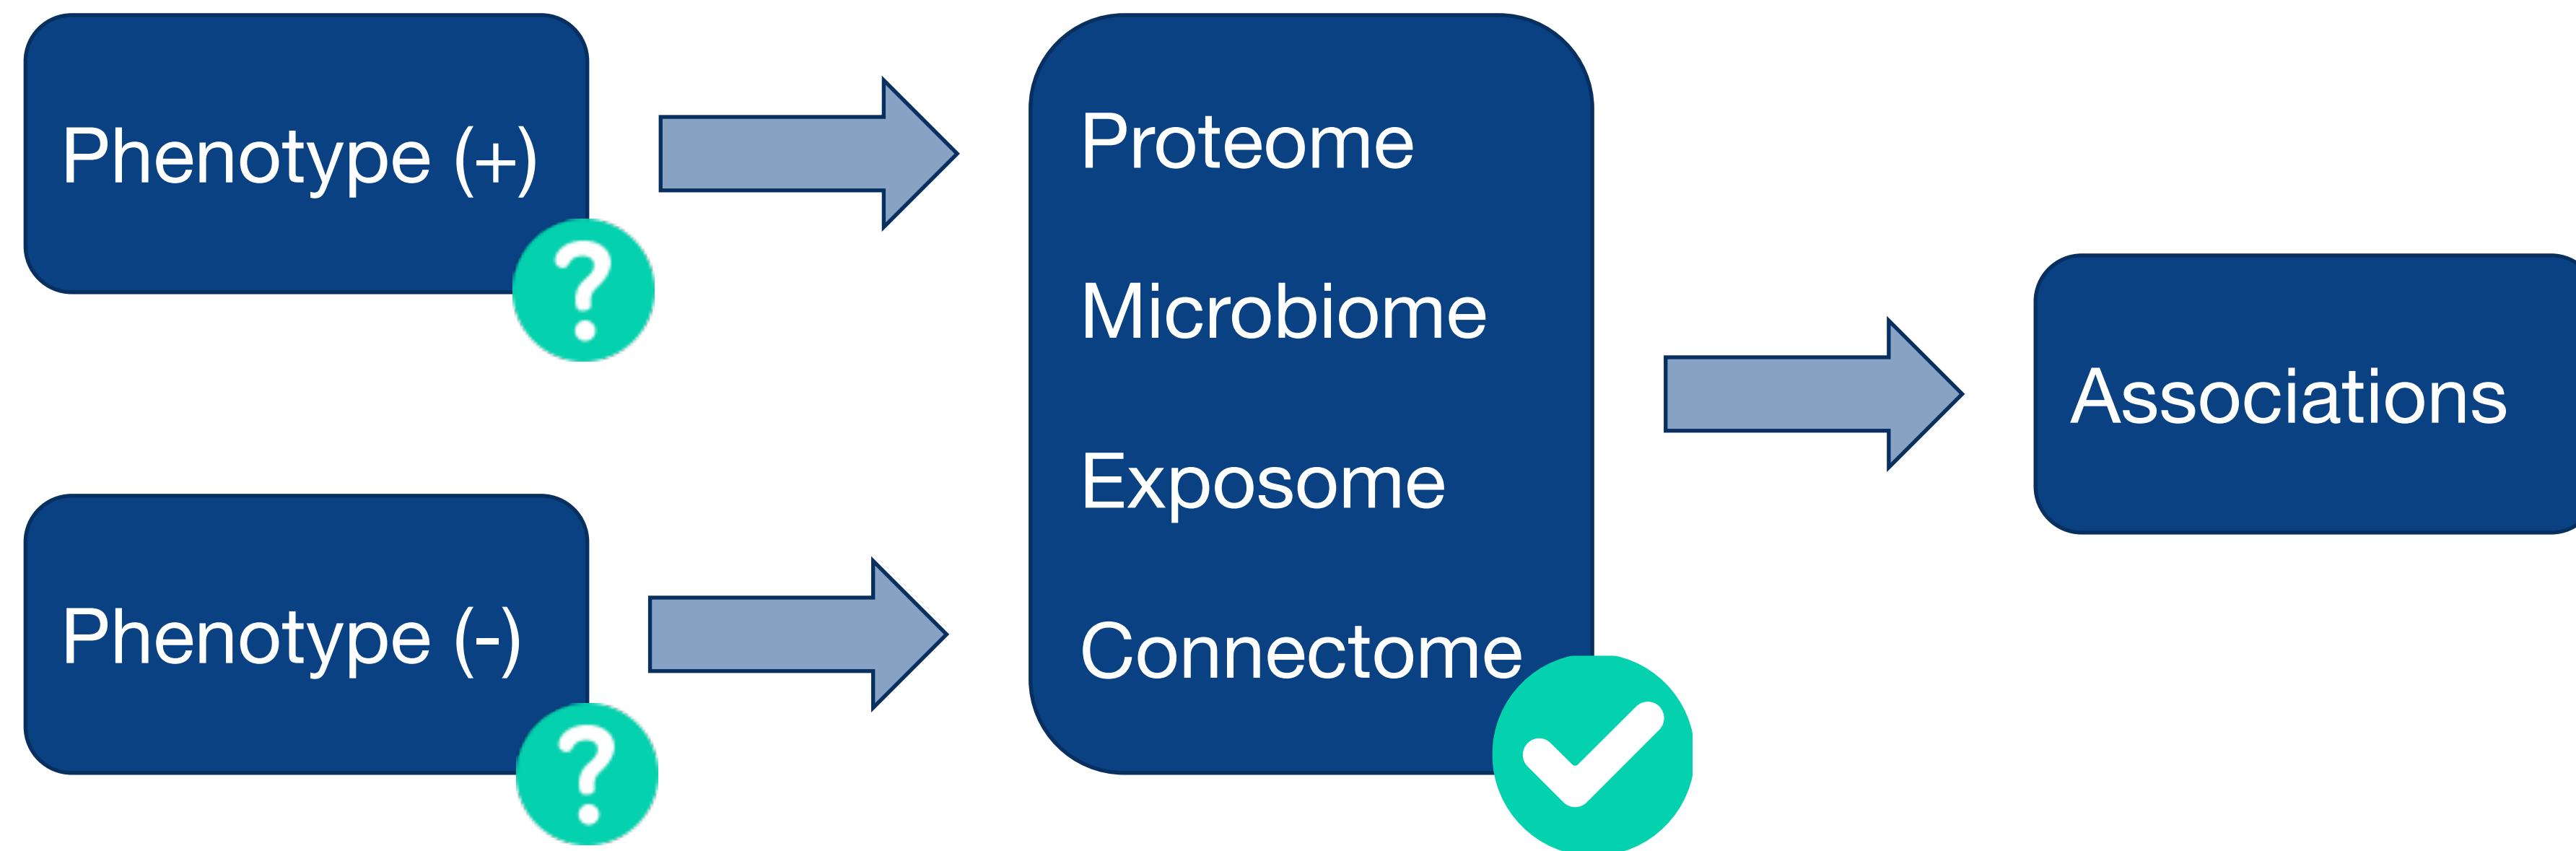 Phenotype (+)
Phenotype (-)
Proteome
Microbiome
Exposome
Connectome
Associations